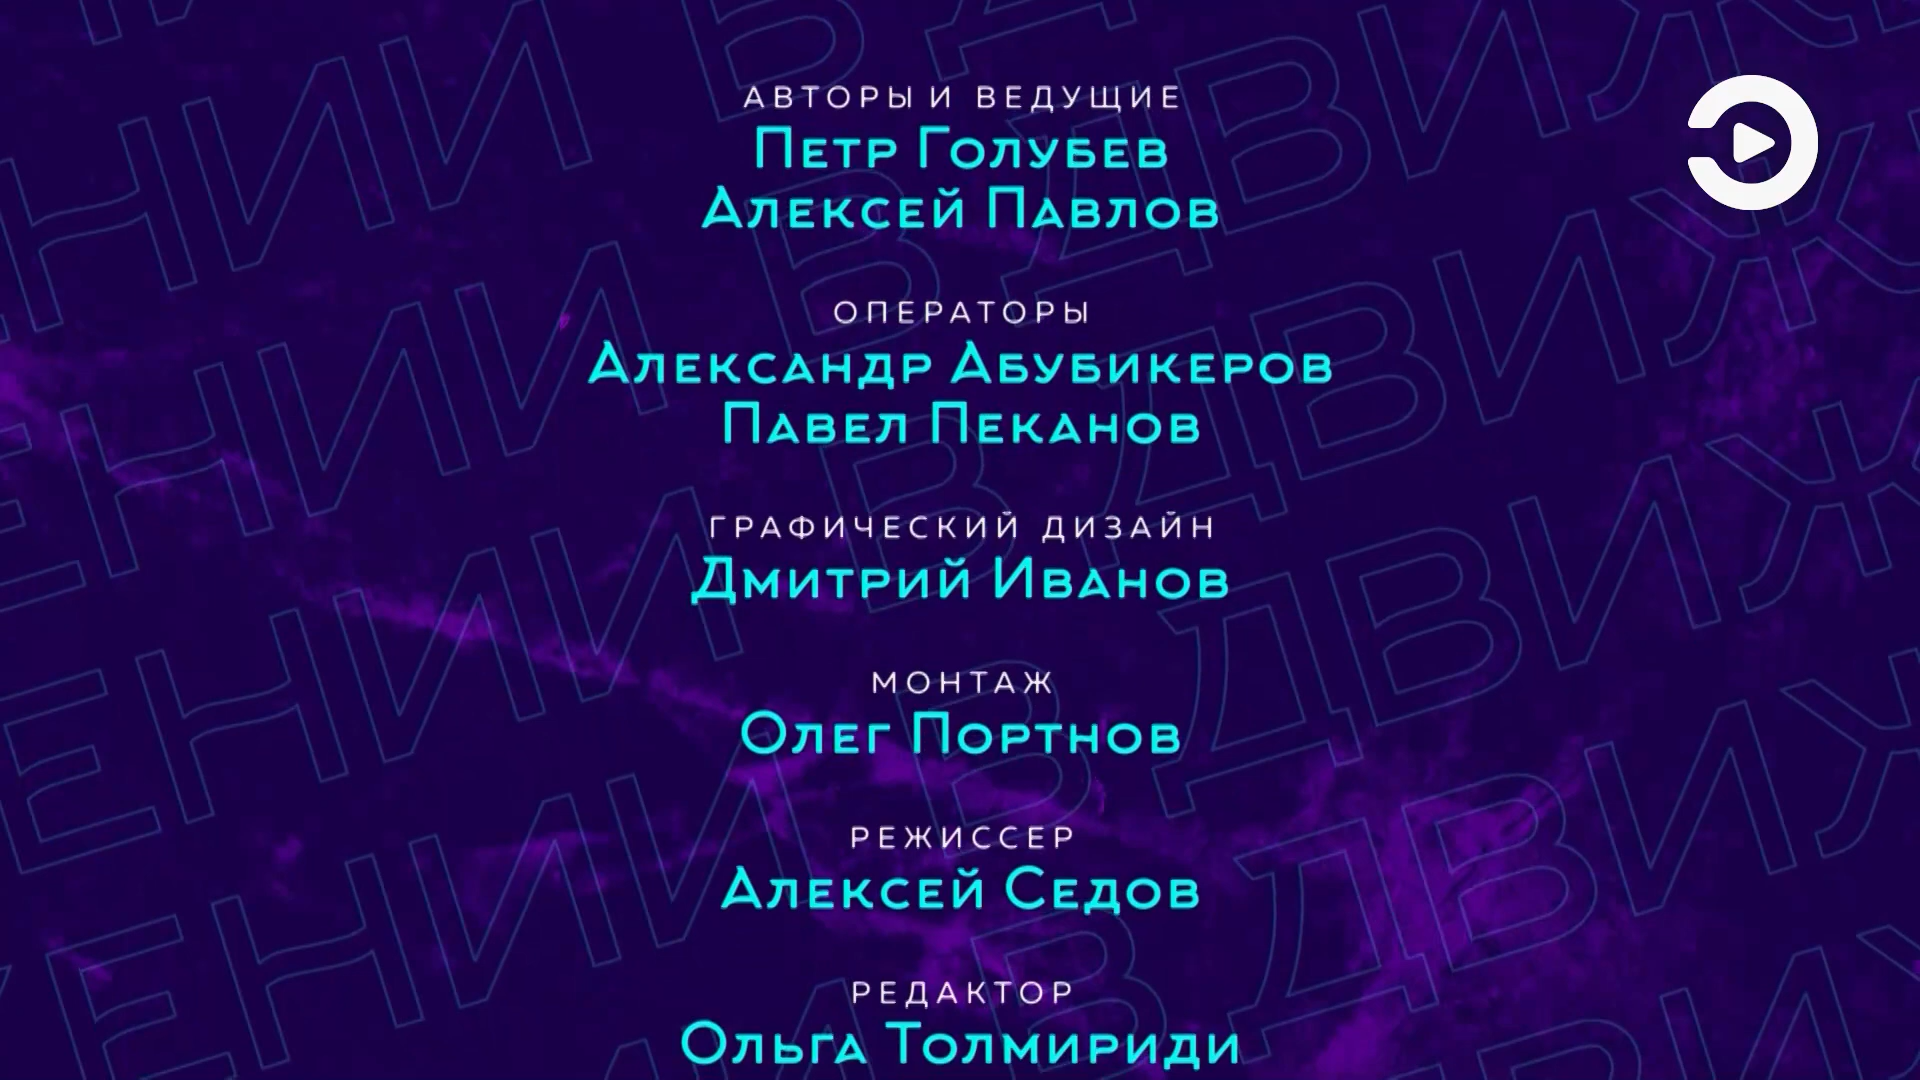 АВТОРЫ И ВЕДУЩИЕ
ПЕТР ГОЛУБЕВ
АЛЕКСЕЙ ПАВЛОВ
ОПЕРАТОРЫ
АЛЕКСАНДР АБУБИКЕРОВ
ПАВЕЛ ПЕКАНОВ
ГРАФИЧЕСКИЙ ДИЗАЙН
ДМИТРИЙ ИВАНОВ
МОНТАЖ
ОЛЕГ ПОРТНОВ
РЕЖИССЕР
АЛЕКСЕЙ СЕДОВ
РЕДАКТОР
ОЛЬГА ТОЛМИРИДИ